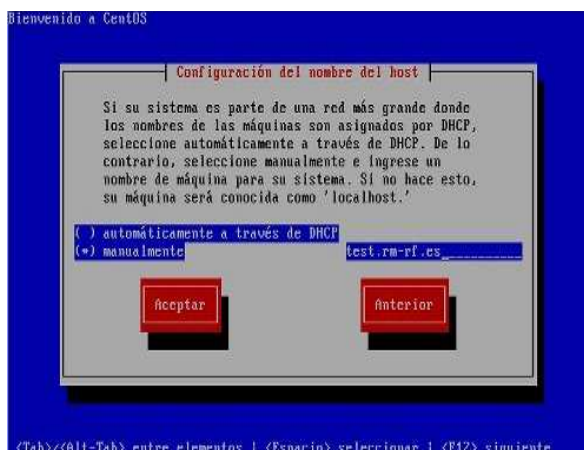 Bienvenido a CentOS
Configuración del nombre del host
Si su sistema es parte de una red más grande donde
los nombres de las máquinas son asignados por DHCP,
seleccione automáticamente a través de DHCP. De lo
contrario, seleccione manualmente e ingrese un
nombre de máquina para su sistema. Si no hace esto,
su máquina será conocida como 'localhost.'
( ) automáticamente a través de DHCP
(*) manualmente test.rm-rf.es__________
Aceptar Anterior
<Tab>/<Alt-Tab> entre elementos | <Espacio> seleccionar | <F12> siguiente